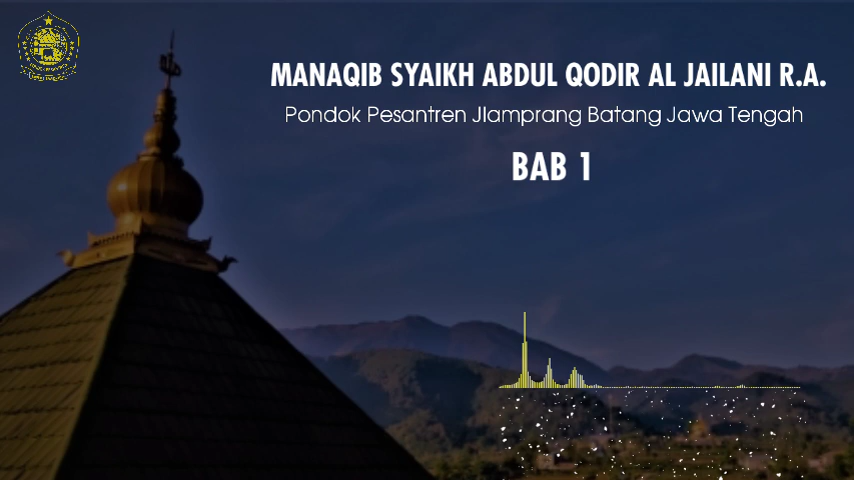 MANAQIB SYAIKH ABDUL QODIR AL JAILANI R.A.
Pondok Pesantren Jlamprang Batang Jawa Tengah
BAB 1